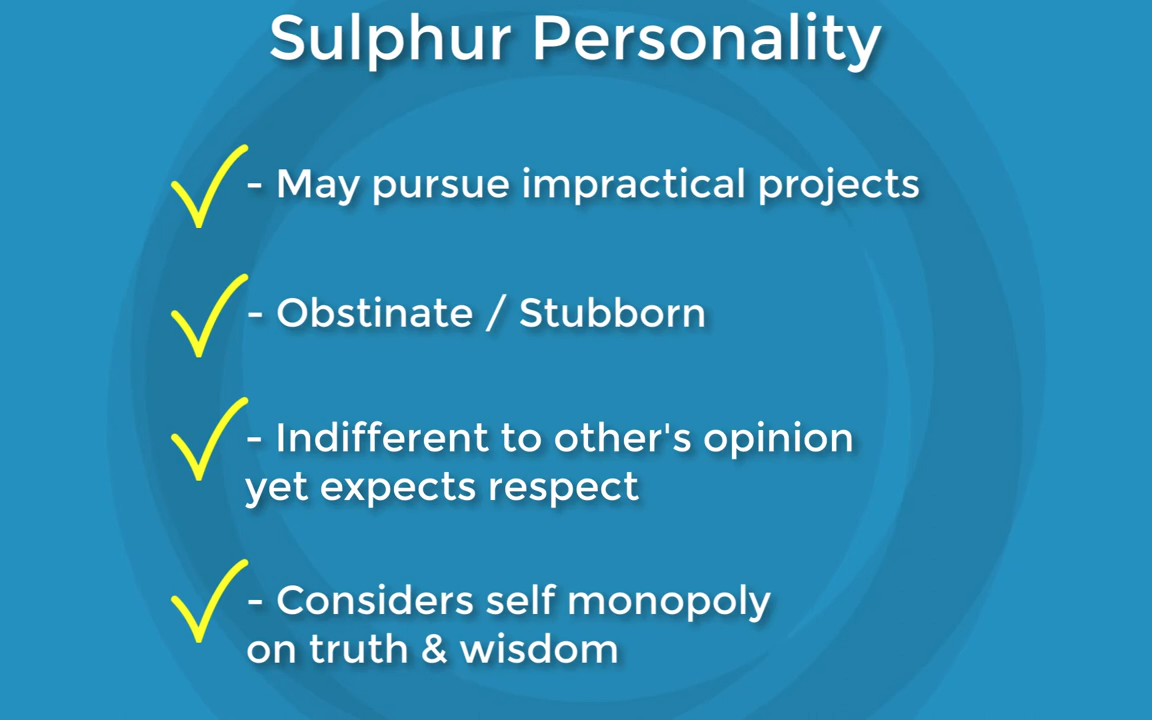 Sulphur Personality
- May pursue impractical projects
- Obstinate / Stubborn
- Indifferent to other's opinion
yet expects respect
- Considers self monopoly
on truth & wisdom